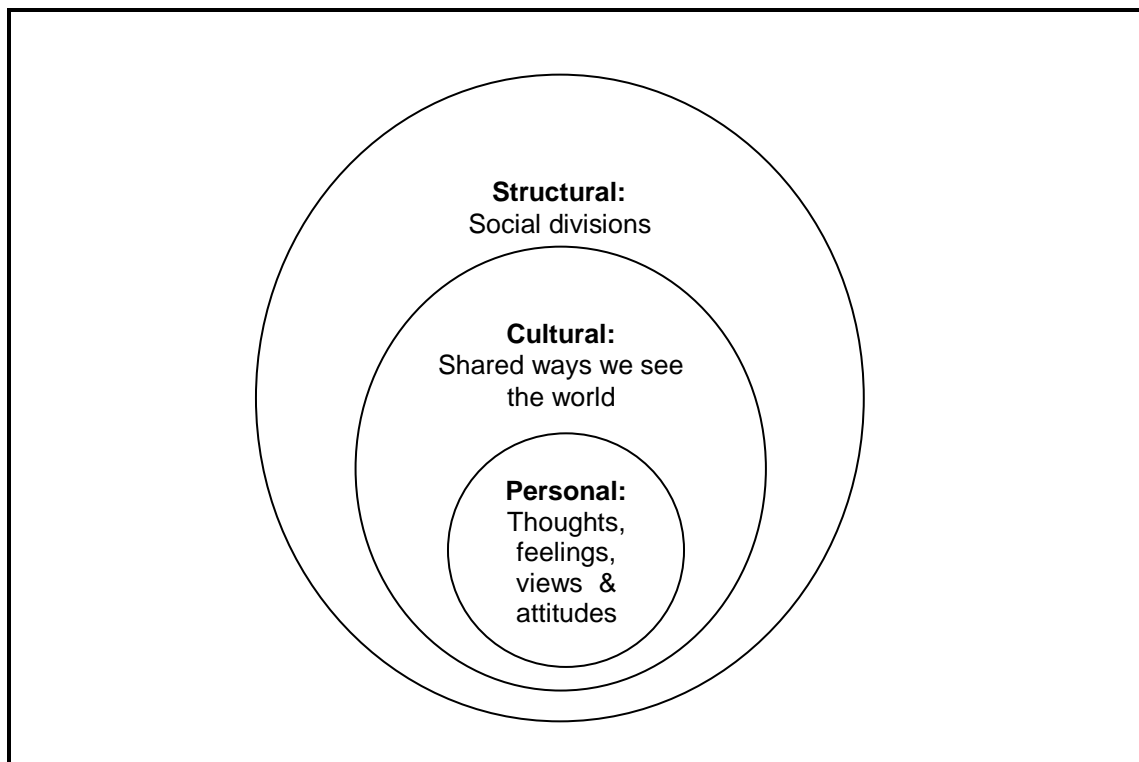 Structural:
Social divisions
Cultural:
Shared ways we see
the world
Personal:
Thoughts,
feelings,
views & 
attitudes